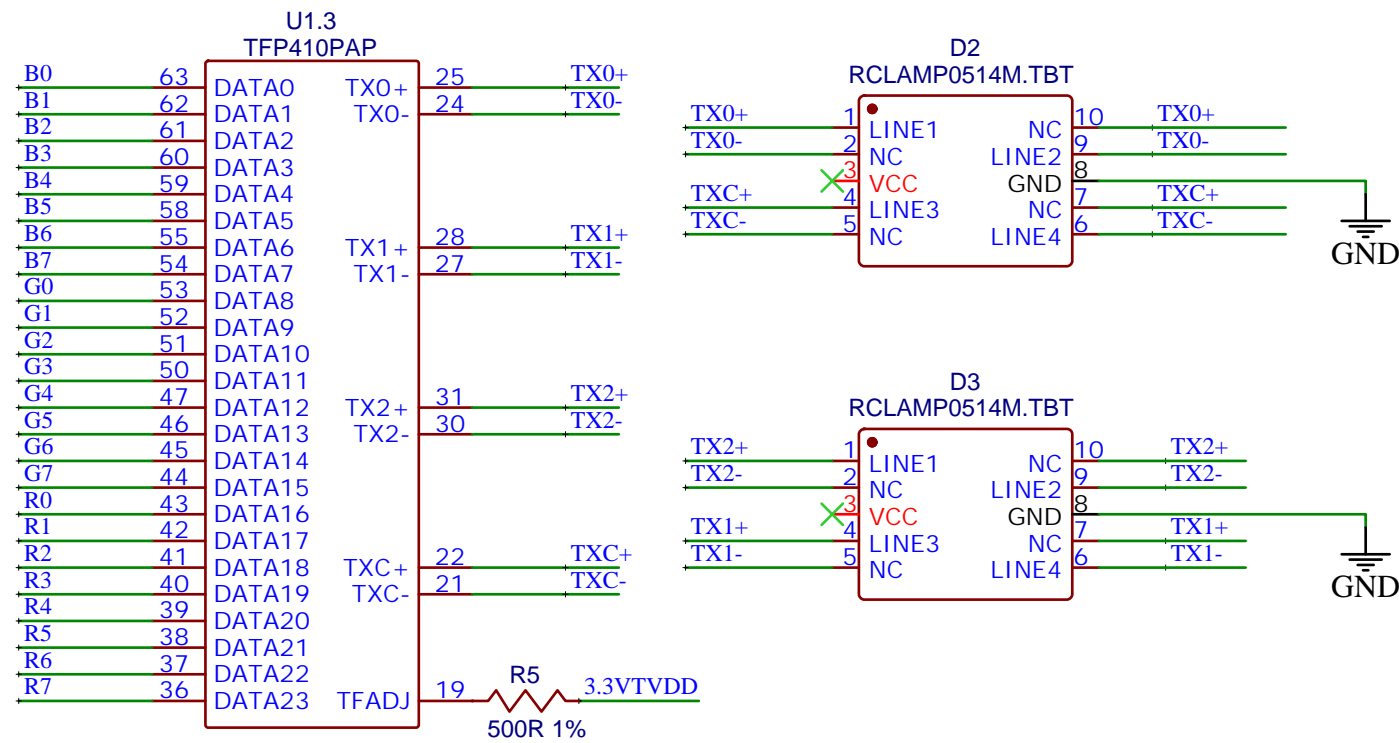 U1.3
TFP410PAP
B0 63 DATA0 TX0+ 25 TX0+
B1 62 DATA1 TX0- 24 TX0-
B2 61 DATA2
B3 60 DATA3
B4 59 DATA4
B5 58 DATA5
B6 55 DATA6 TX1+ 28 TX1+
B7 54 DATA7 TX1- 27 TX1-
G0 53 DATA8
G1 52 DATA9
G2 51 DATA10
G3 50 DATA11
G4 47 DATA12 TX2+ 31 TX2+
G5 46 DATA13 TX2- 30 TX2-
G6 45 DATA14
G7 44 DATA15
R0 43 DATA16
R1 42 DATA17
R2 41 DATA18 TXC+ 22 TXC+
R3 40 DATA19 TXC- 21 TXC-
R4 39 DATA20
R5 38 DATA21
R6 37 DATA22
R7 36 DATA23 TFADJ 19 R5 3.3VTVDD
500R 1%
D2
RCLAMP0514M.TBT
TX0+ 1 LINE1 NC 10 TX0+
TX0- 2 NC LINE2 9 TX0-
3 VCC GND 8
TXC+ 4 LINE3 NC 7 TXC+
TXC- 5 NC LINE4 6 TXC-
GND
D3
RCLAMP0514M.TBT
TX2+ 1 LINE1 NC 10 TX2+
TX2- 2 NC LINE2 9 TX2-
3 VCC GND 8
TX1+ 4 LINE3 NC 7 TX1+
TX1- 5 NC LINE4 6 TX1-
GND